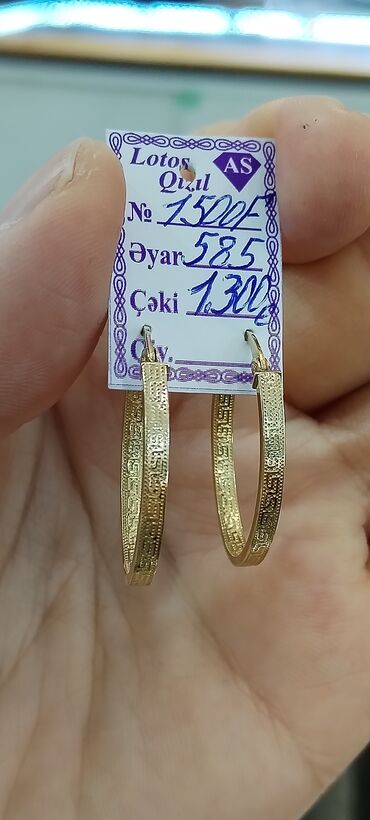 Lotos
Qızıl
AS
№ 1500F
Əyar 585
Çəki 1.300